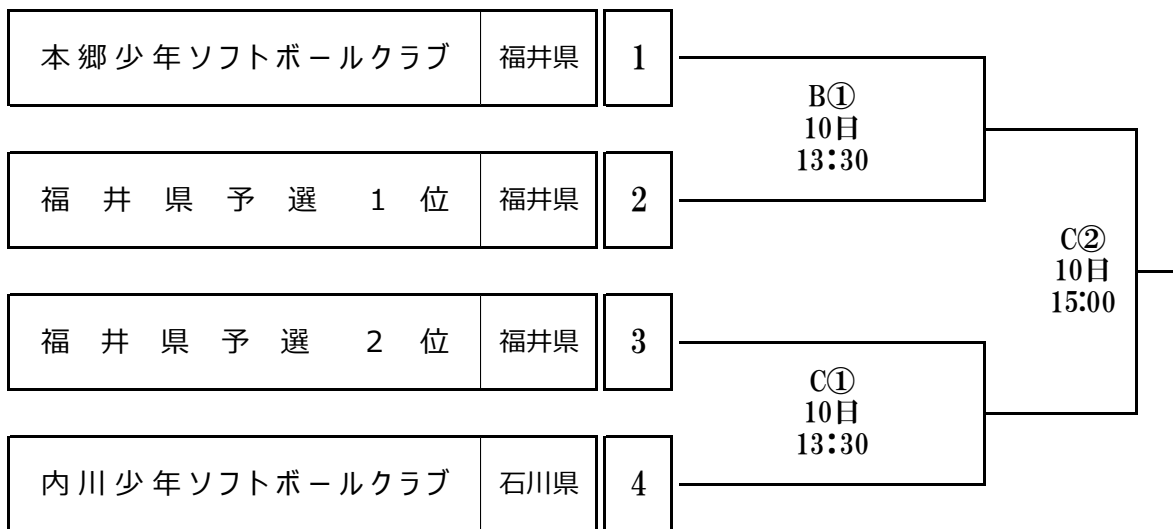 本郷少年ソフトボールクラブ 福井県 1
B①
10日
13:30
福井県予選1位 福井県 2
C②
10日
15:00
福井県予選2位 福井県 3
C①
10日
13:30
内川少年ソフトボールクラブ 石川県 4